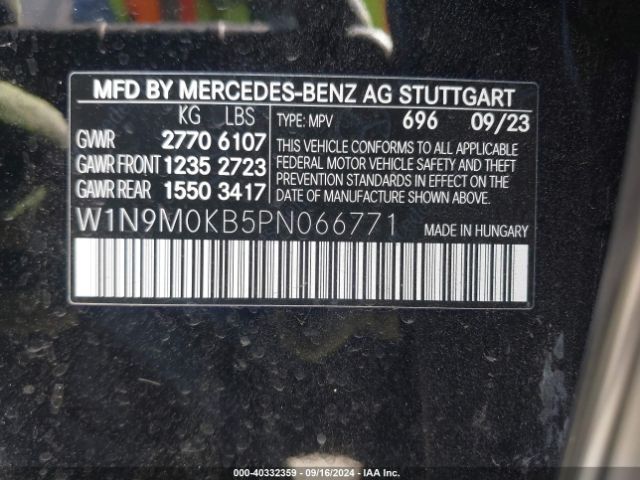 MFD BY MERCEDES-BENZ AG STUTTGART
KG LBS
GVWR 2770 6107
GAWR FRONT 1235 2723
GAWR REAR 1550 3417
TYPE: MPV 696 09/23
THIS VEHICLE CONFORMS TO ALL APPLICABLE
FEDERAL MOTOR VEHICLE SAFETY AND THEFT
PREVENTION STANDARDS IN EFFECT ON THE
DATE OF MANUFACTURE SHOWN ABOVE.
W1N9M0KB5PN066771
MADE IN HUNGARY
000-40332359 - 09/16/2024 - IAA Inc.